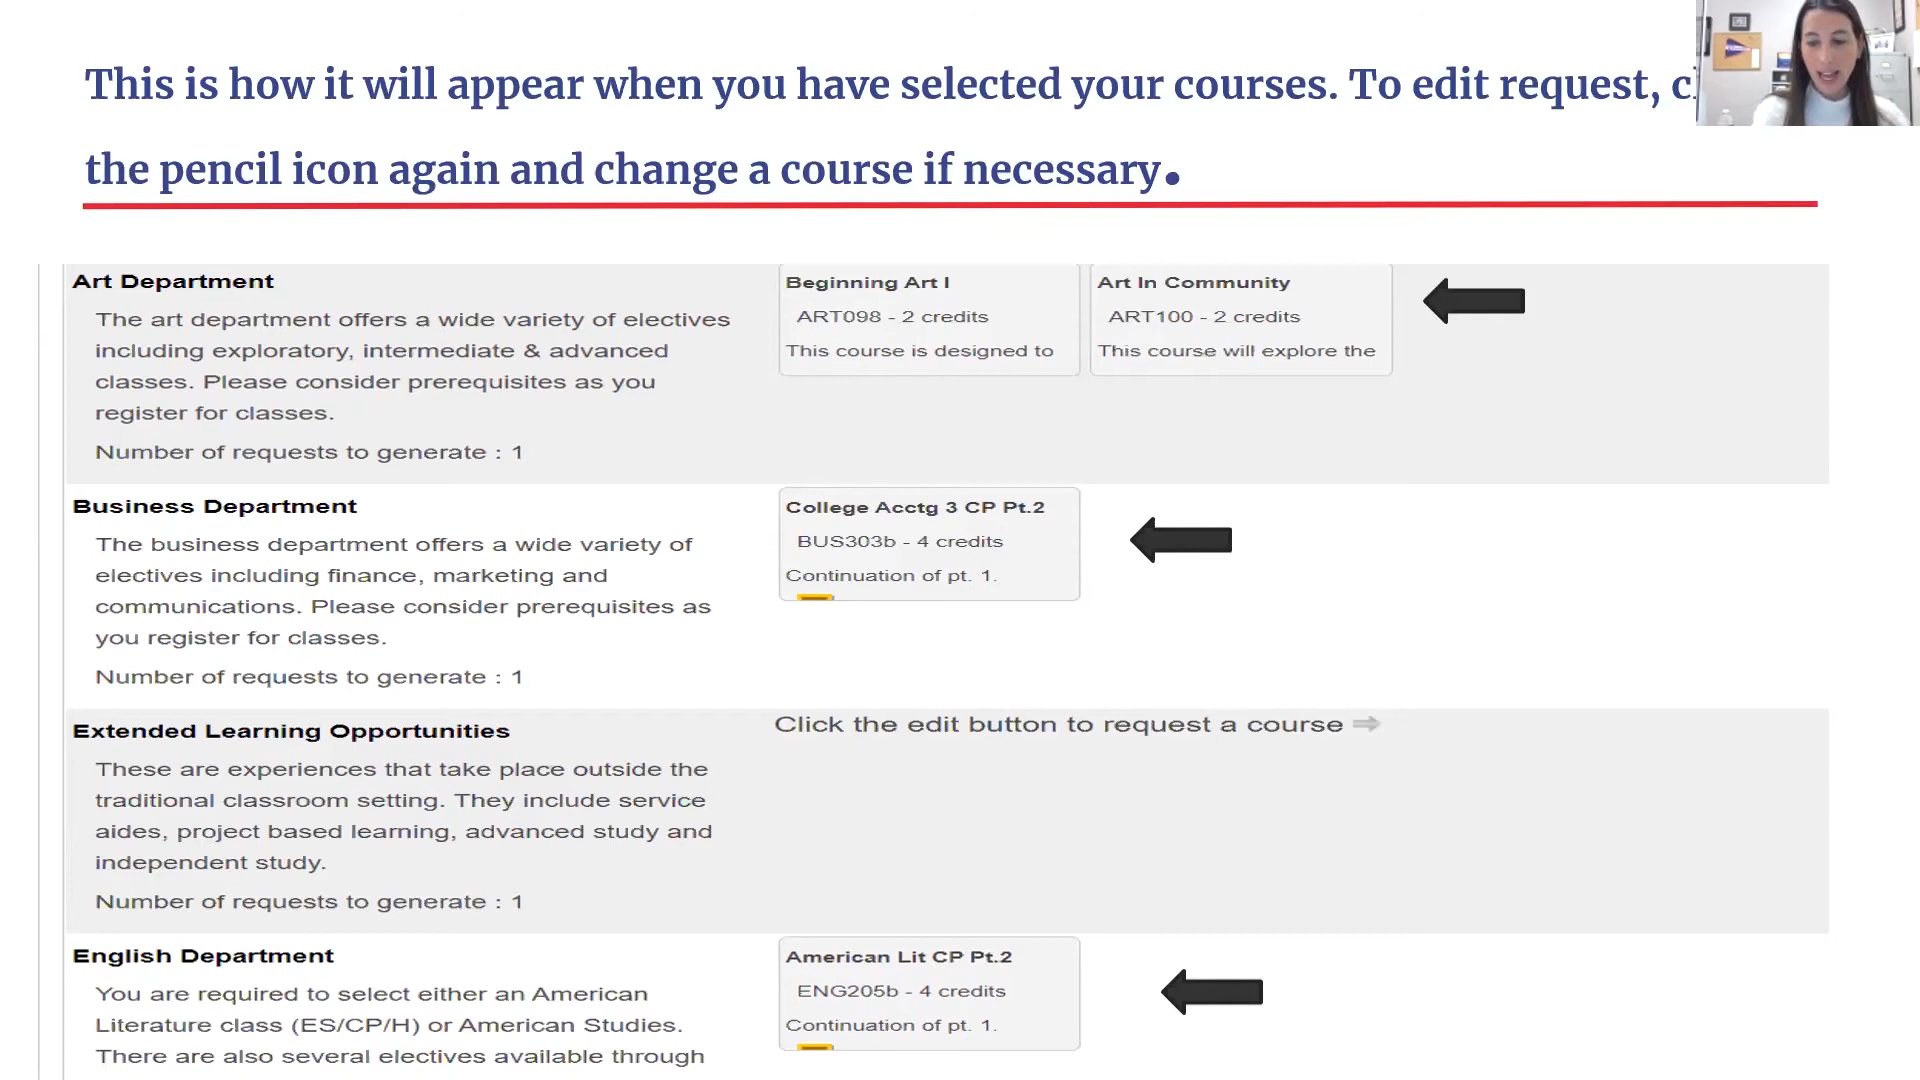 This is how it will appear when you have selected your courses. To edit request,
the pencil icon again and change a course if necessary.
Art Department
The art department offers a wide variety of electives
including exploratory, intermediate & advanced
classes. Please consider prerequisites as you
register for classes.
Number of requests to generate : 1
Beginning Art I
ART098 - 2 credits
This course is designed to
Art In Community
ART100 - 2 credits
This course will explore the
Business Department
The business department offers a wide variety of
electives including finance, marketing and
communications. Please consider prerequisites as
you register for classes.
Number of requests to generate : 1
College Acctg 3 CP Pt.2
BUS303b - 4 credits
Continuation of pt. 1.
Extended Learning Opportunities
These are experiences that take place outside the
traditional classroom setting. They include service
aides, project based learning, advanced study and
independent study.
Number of requests to generate : 1
Click the edit button to request a course
English Department
You are required to select either an American
Literature class (ES/CP/H) or American Studies.
There are also several electives available through
American Lit CP Pt.2
ENG205b - 4 credits
Continuation of pt. 1.